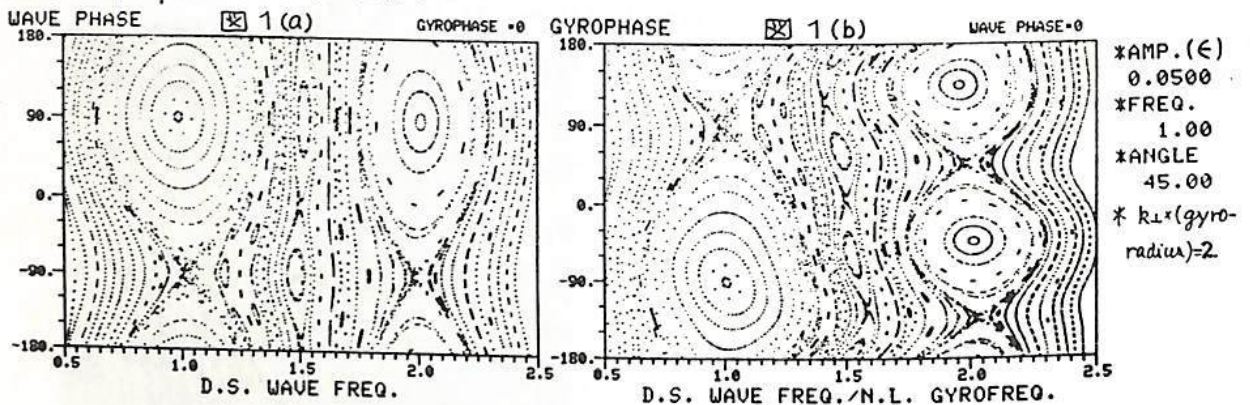 WAVE PHASE 図 1(a) GYROPHASE =0
180.
90.
0.
-90.
-180.
0.5 1.0 1.5 2.0 2.5
D.S. WAVE FREQ.
GYROPHASE 図 1(b) WAVE PHASE=0
180.
90.
0.
-90.
-180.
0.5 1.0 1.5 2.0 2.5
D.S. WAVE FREQ./N.L. GYROFREQ.
*AMP.(ϵ)
0.0500
*FREQ.
1.00
*ANGLE
45.00
* k⊥×(gyro-
radius)=2